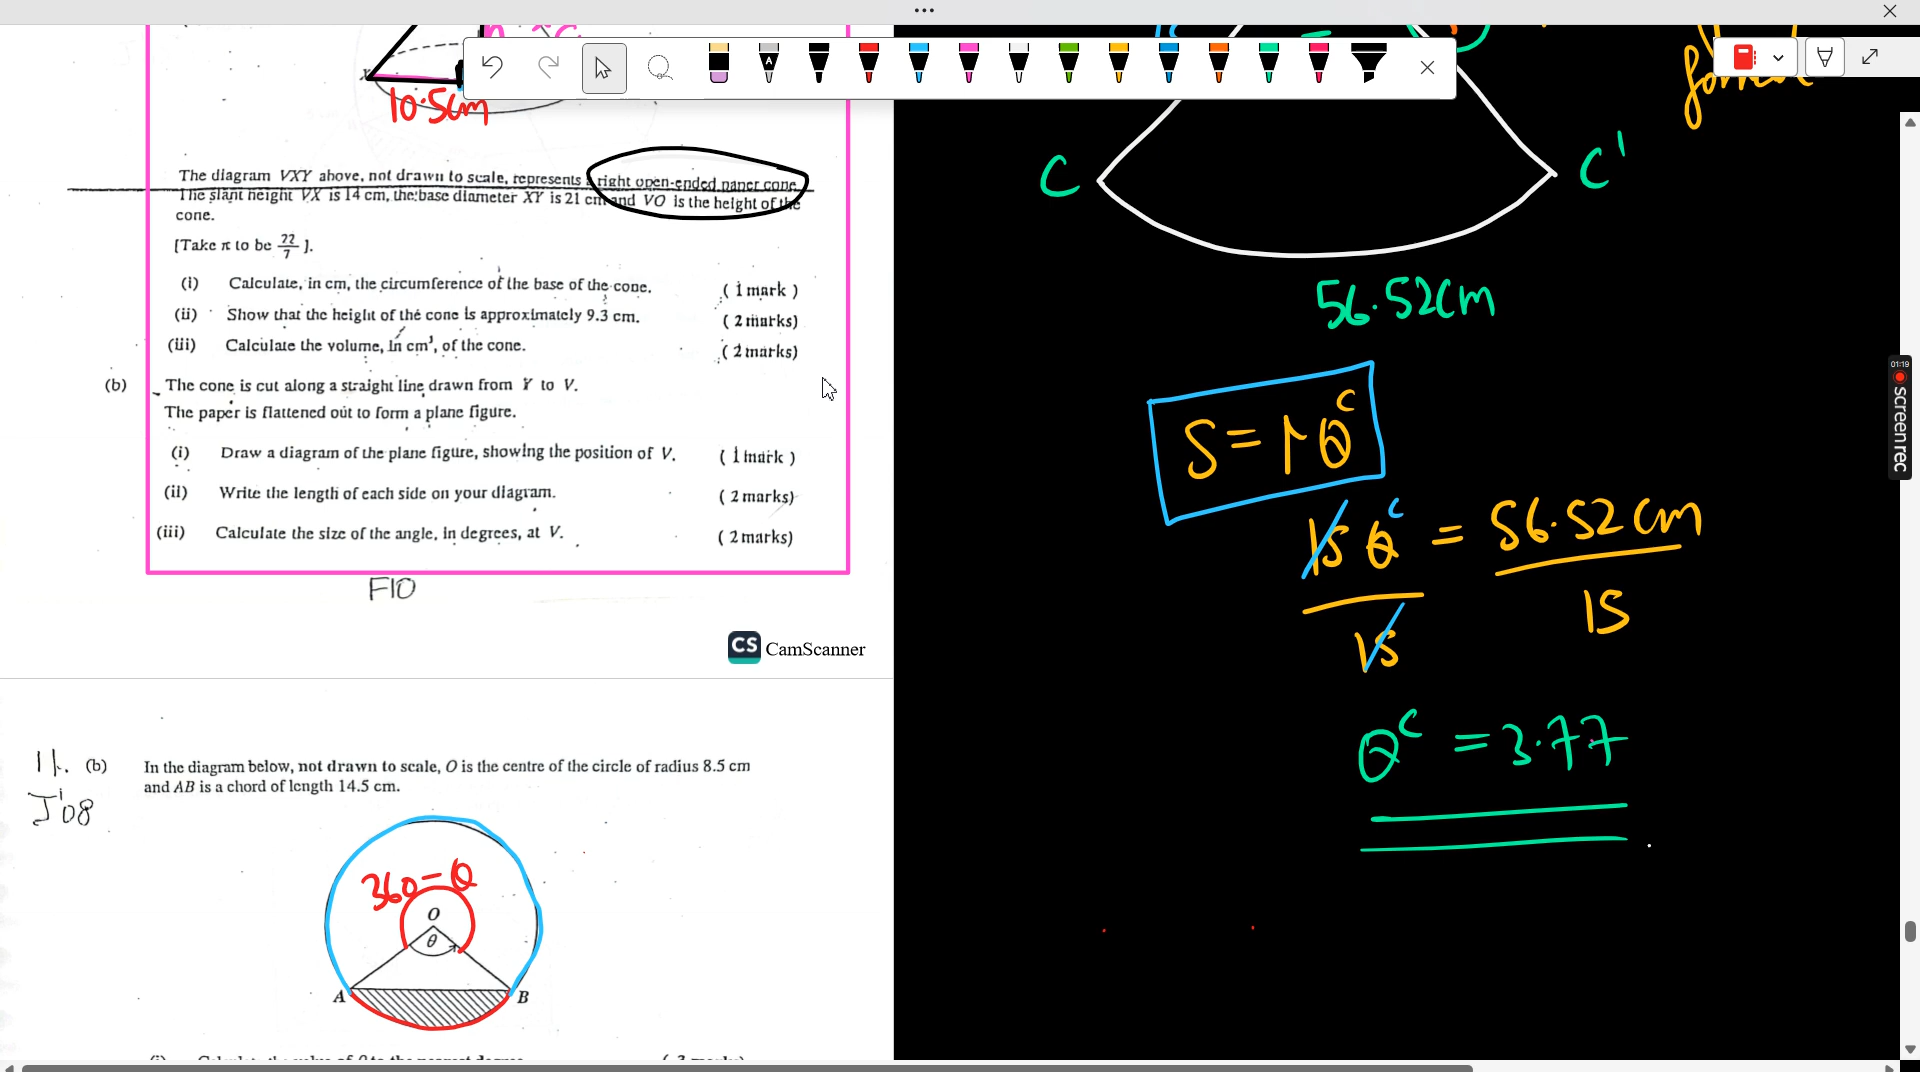 10.5cm
The diagram VXY above, not drawn to scale, represents a right open-ended paper cone.
The slant height VX is 14 cm, the base diameter XY is 21 cm and VO is the height of the
cone.
[Take π to be 22/7 ].
(i) Calculate, in cm, the circumference of the base of the cone. ( 1 mark )
(ii) Show that the height of the cone is approximately 9.3 cm. ( 2 marks)
(iii) Calculate the volume, in cm³, of the cone. ( 2 marks)
(b) The cone is cut along a straight line drawn from Y to V.
The paper is flattened out to form a plane figure.
(i) Draw a diagram of the plane figure, showing the position of V. ( 1 mark )
(ii) Write the length of each side on your diagram. ( 2 marks)
(iii) Calculate the size of the angle, in degrees, at V. ( 2 marks)
F10
CS CamScanner
11. (b) In the diagram below, not drawn to scale, O is the centre of the circle of radius 8.5 cm
J'08 and AB is a chord of length 14.5 cm.
360-θ
O
θ
A B
C C'
56.52cm
S=rθᶜ
15θᶜ = 56.52cm
15 15
θᶜ = 3.77
01:19
screenrec